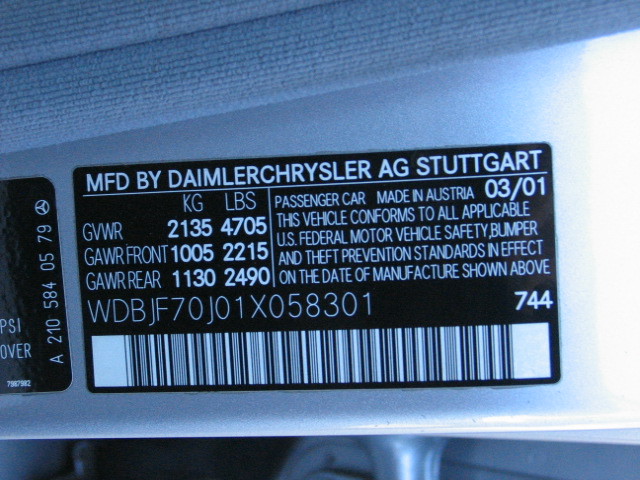 MFD BY DAIMLERCHRYSLER AG STUTTGART
KG LBS
GVWR 2135 4705
GAWR FRONT 1005 2215
GAWR REAR 1130 2490
PASSENGER CAR MADE IN AUSTRIA 03/01
THIS VEHICLE CONFORMS TO ALL APPLICABLE
U.S. FEDERAL MOTOR VEHICLE SAFETY,BUMPER
AND THEFT PREVENTION STANDARDS IN EFFECT
ON THE DATE OF MANUFACTURE SHOWN ABOVE.
WDBJF70J01X058301 744
A 210 584 05 79
PSI
OVER
7987982